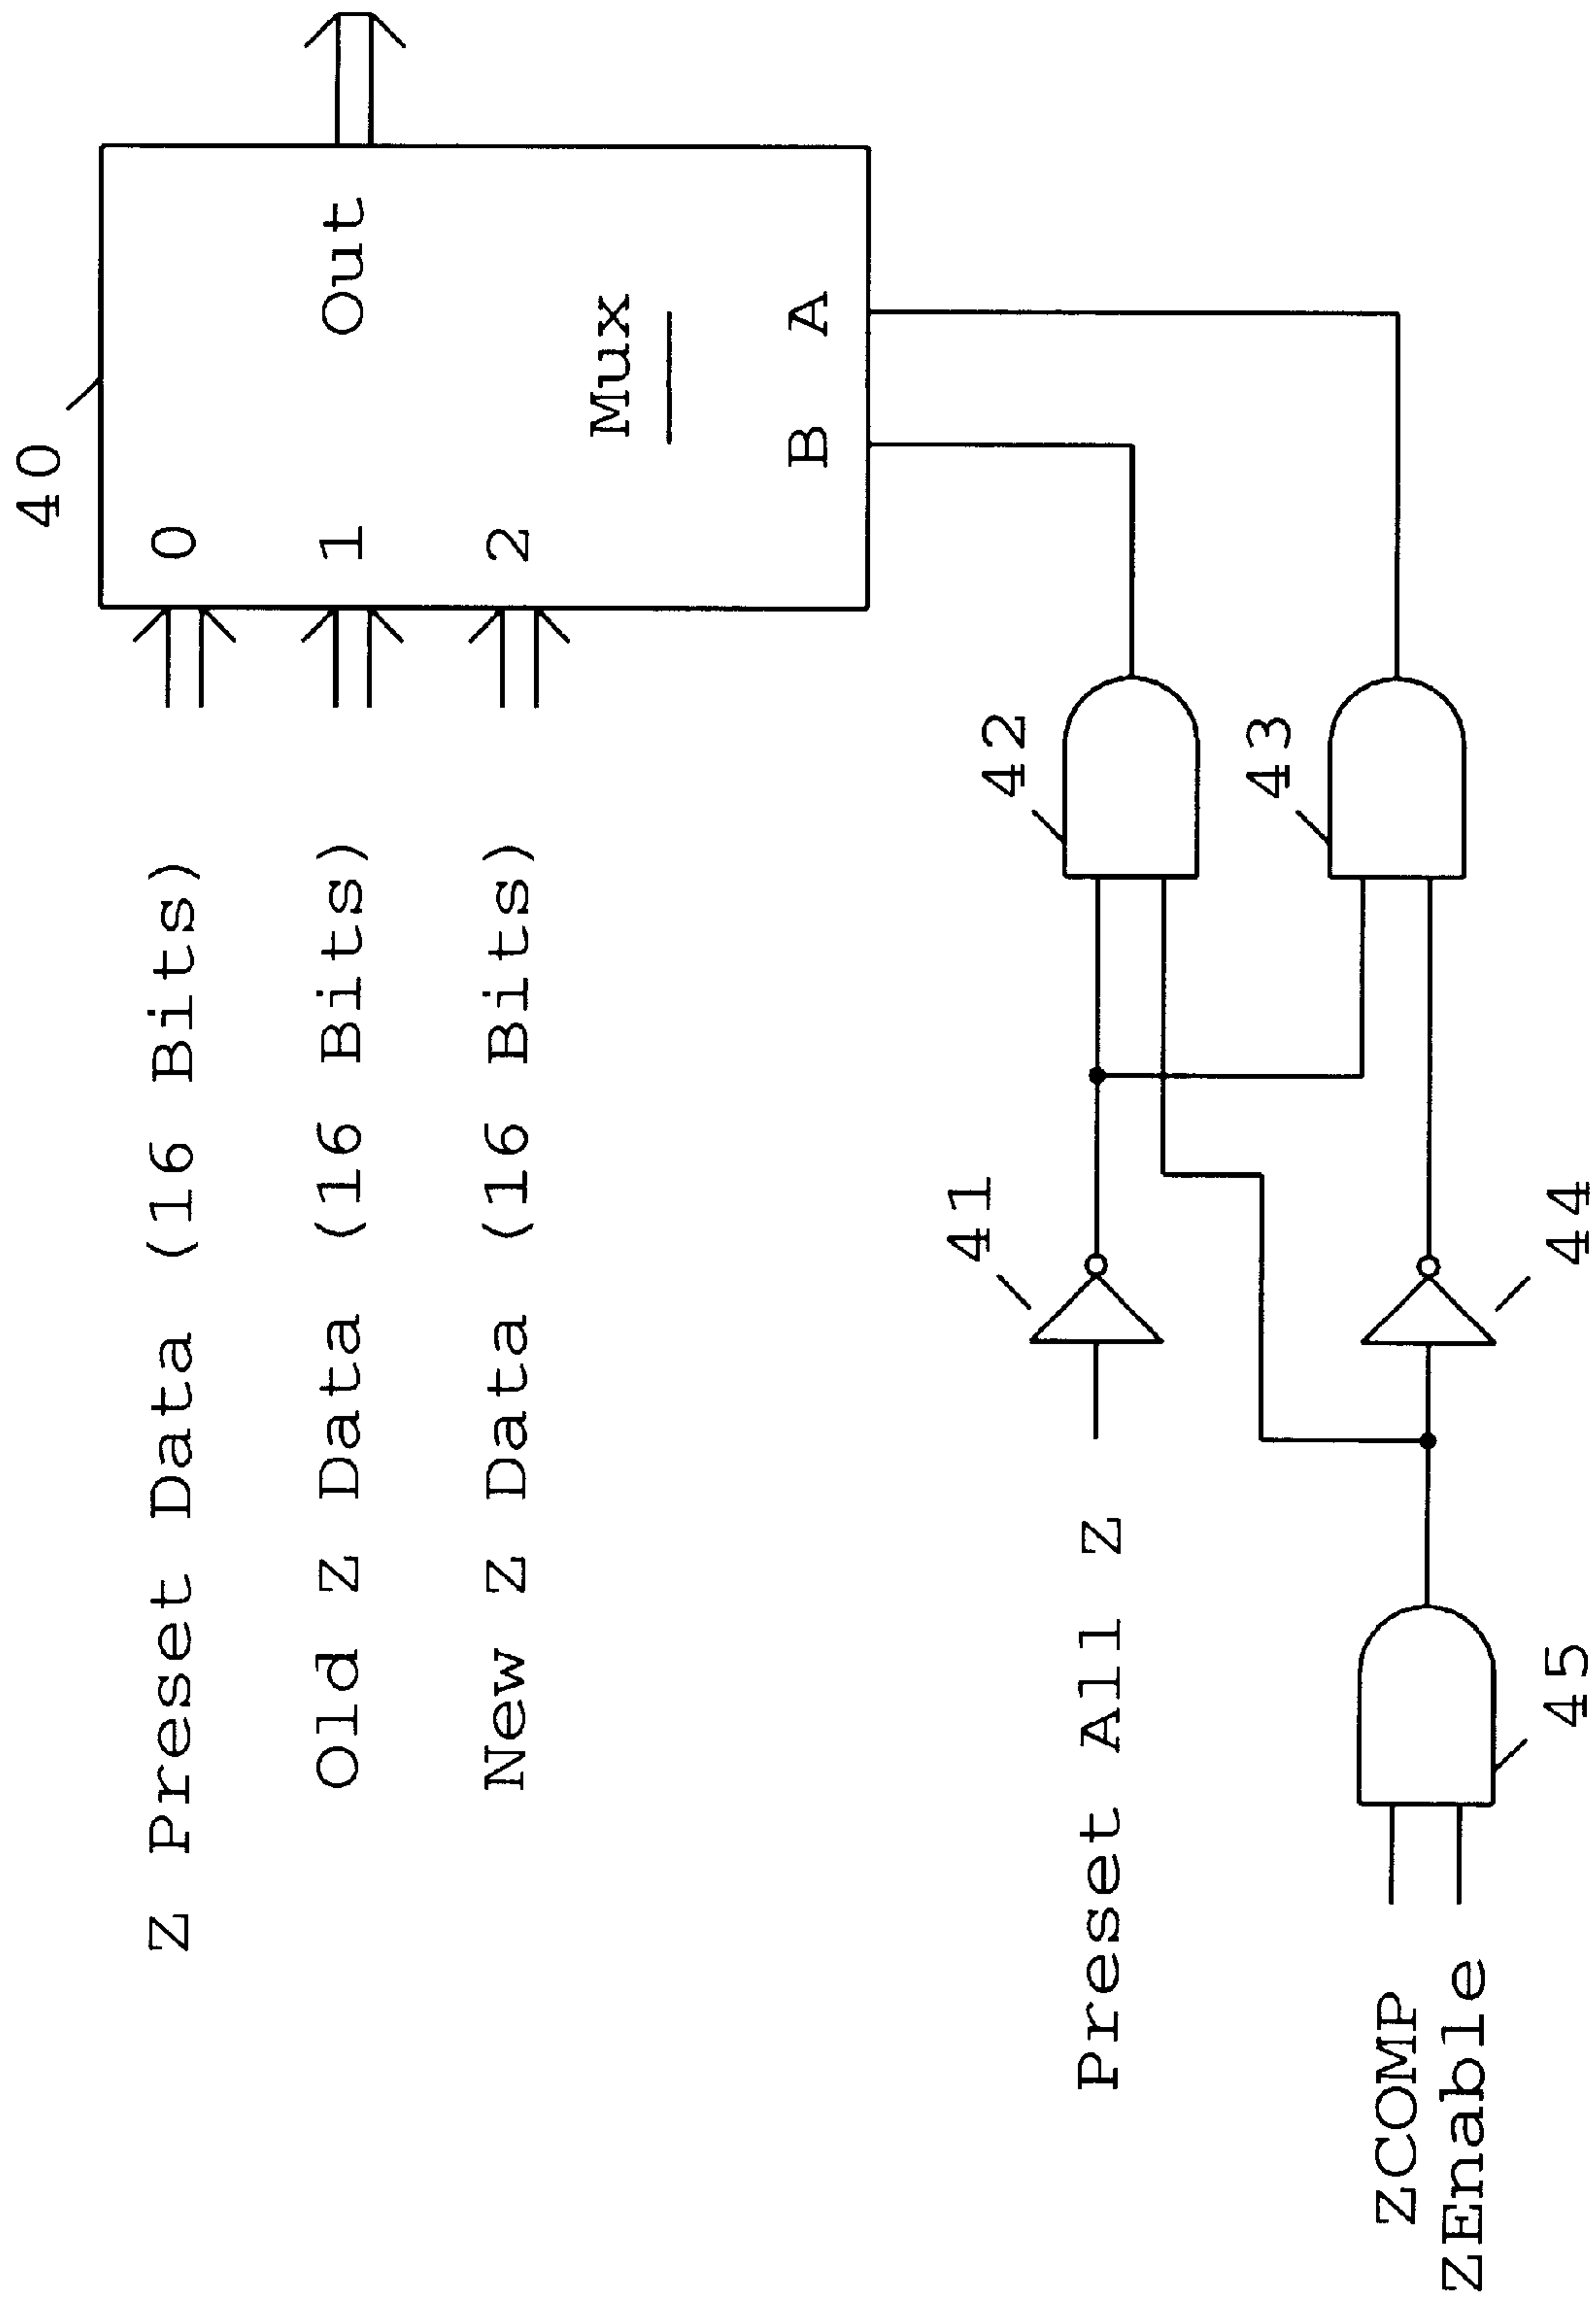 40
Z Preset Data (16 Bits)
0
Old Z Data (16 Bits)
1
Out
New Z Data (16 Bits)
2
Mux
B
A
42
41
Preset All Z
43
ZCOMP
ZEnable
45
44